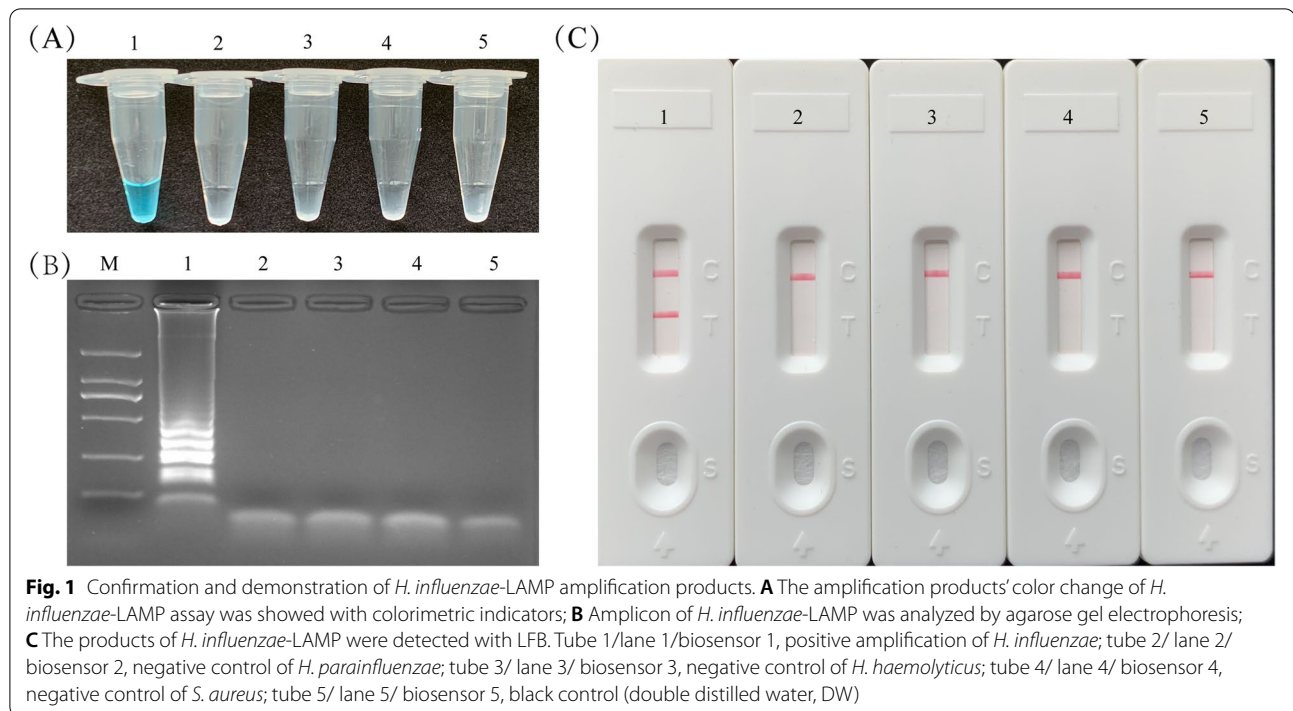 (A)
1 2 3 4 5
(B)
M 1 2 3 4 5
(C)
1 2 3 4 5
C C C C C
T T T T T
S S S S S
4 4 4 4 4
Fig. 1 Confirmation and demonstration of H. influenzae-LAMP amplification products. A The amplification products' color change of H.
influenzae-LAMP assay was showed with colorimetric indicators; B Amplicon of H. influenzae-LAMP was analyzed by agarose gel electrophoresis;
C The products of H. influenzae-LAMP were detected with LFB. Tube 1/lane 1/biosensor 1, positive amplification of H. influenzae; tube 2/ lane 2/
biosensor 2, negative control of H. parainfluenzae; tube 3/ lane 3/ biosensor 3, negative control of H. haemolyticus; tube 4/ lane 4/ biosensor 4,
negative control of S. aureus; tube 5/ lane 5/ biosensor 5, black control (double distilled water, DW)